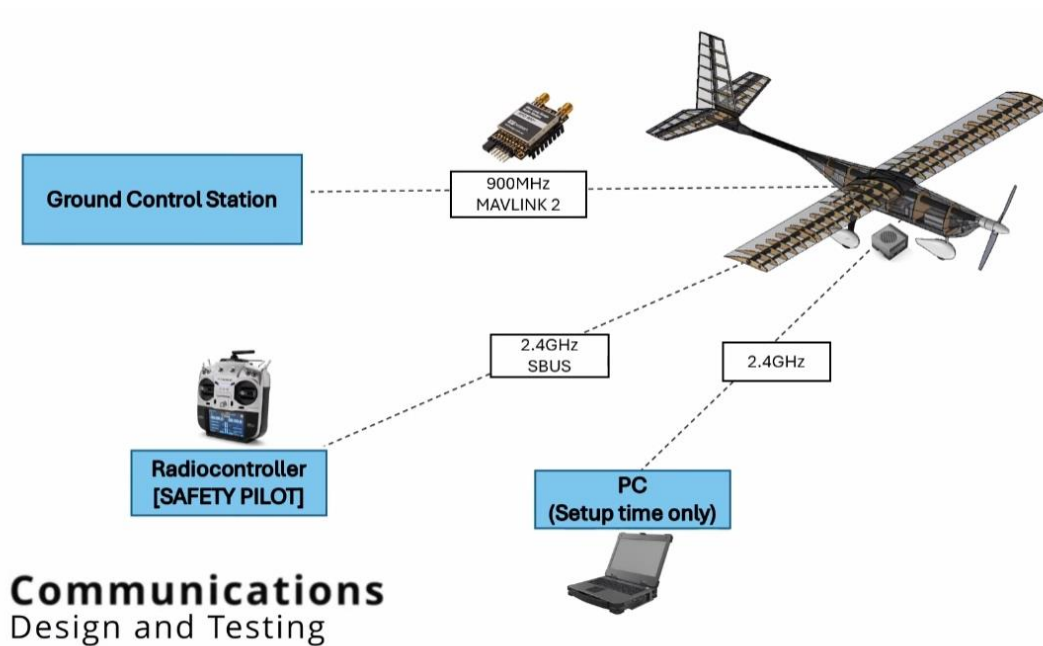 Ground Control Station
900MHz
MAVLINK 2
2.4GHz
SBUS
2.4GHz
Radiocontroller
[SAFETY PILOT]
PC
(Setup time only)
Communications
Design and Testing